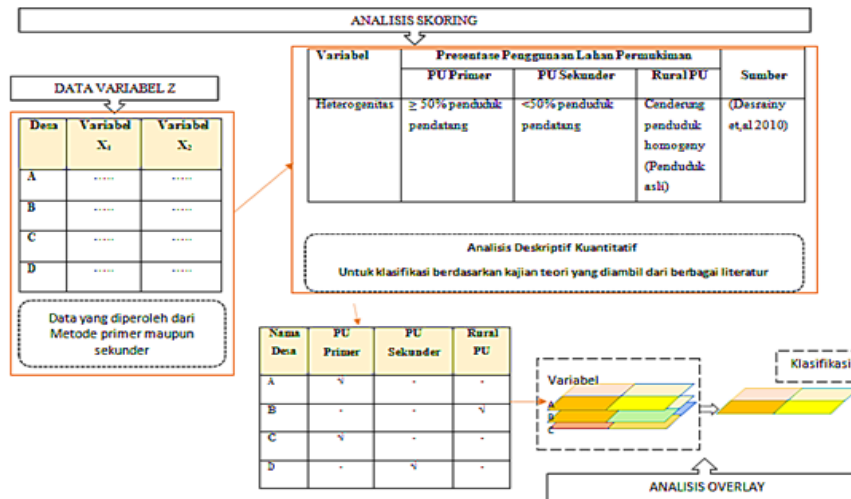 ANALISIS SKORING
DATA VARIABEL Z
Desa Variabel X1 Variabel X2
A ..... .....
B ..... .....
C ..... .....
D ..... .....
Data yang diperoleh dari
Metode primer maupun
sekunder
Variabel Presentase Penggunaan Lahan Permukiman
PU Primer PU Sekunder Rural PU Sumber
Heterogenitas ≥ 50% penduduk <50% penduduk Cenderung (Desrainy
pendatang pendatang penduduk et,al 2010)
homogeny
(Penduduk
asli)
Analisis Deskriptif Kuantitatif
Untuk klasifikasi berdasarkan kajian teori yang diambil dari berbagai literatur
Nama PU PU Rural
Desa Primer Sekunder PU
A √ - -
B - - √
C √ - -
D - √ -
Variabel
A
B
C
Klasifikasi
ANALISIS OVERLAY